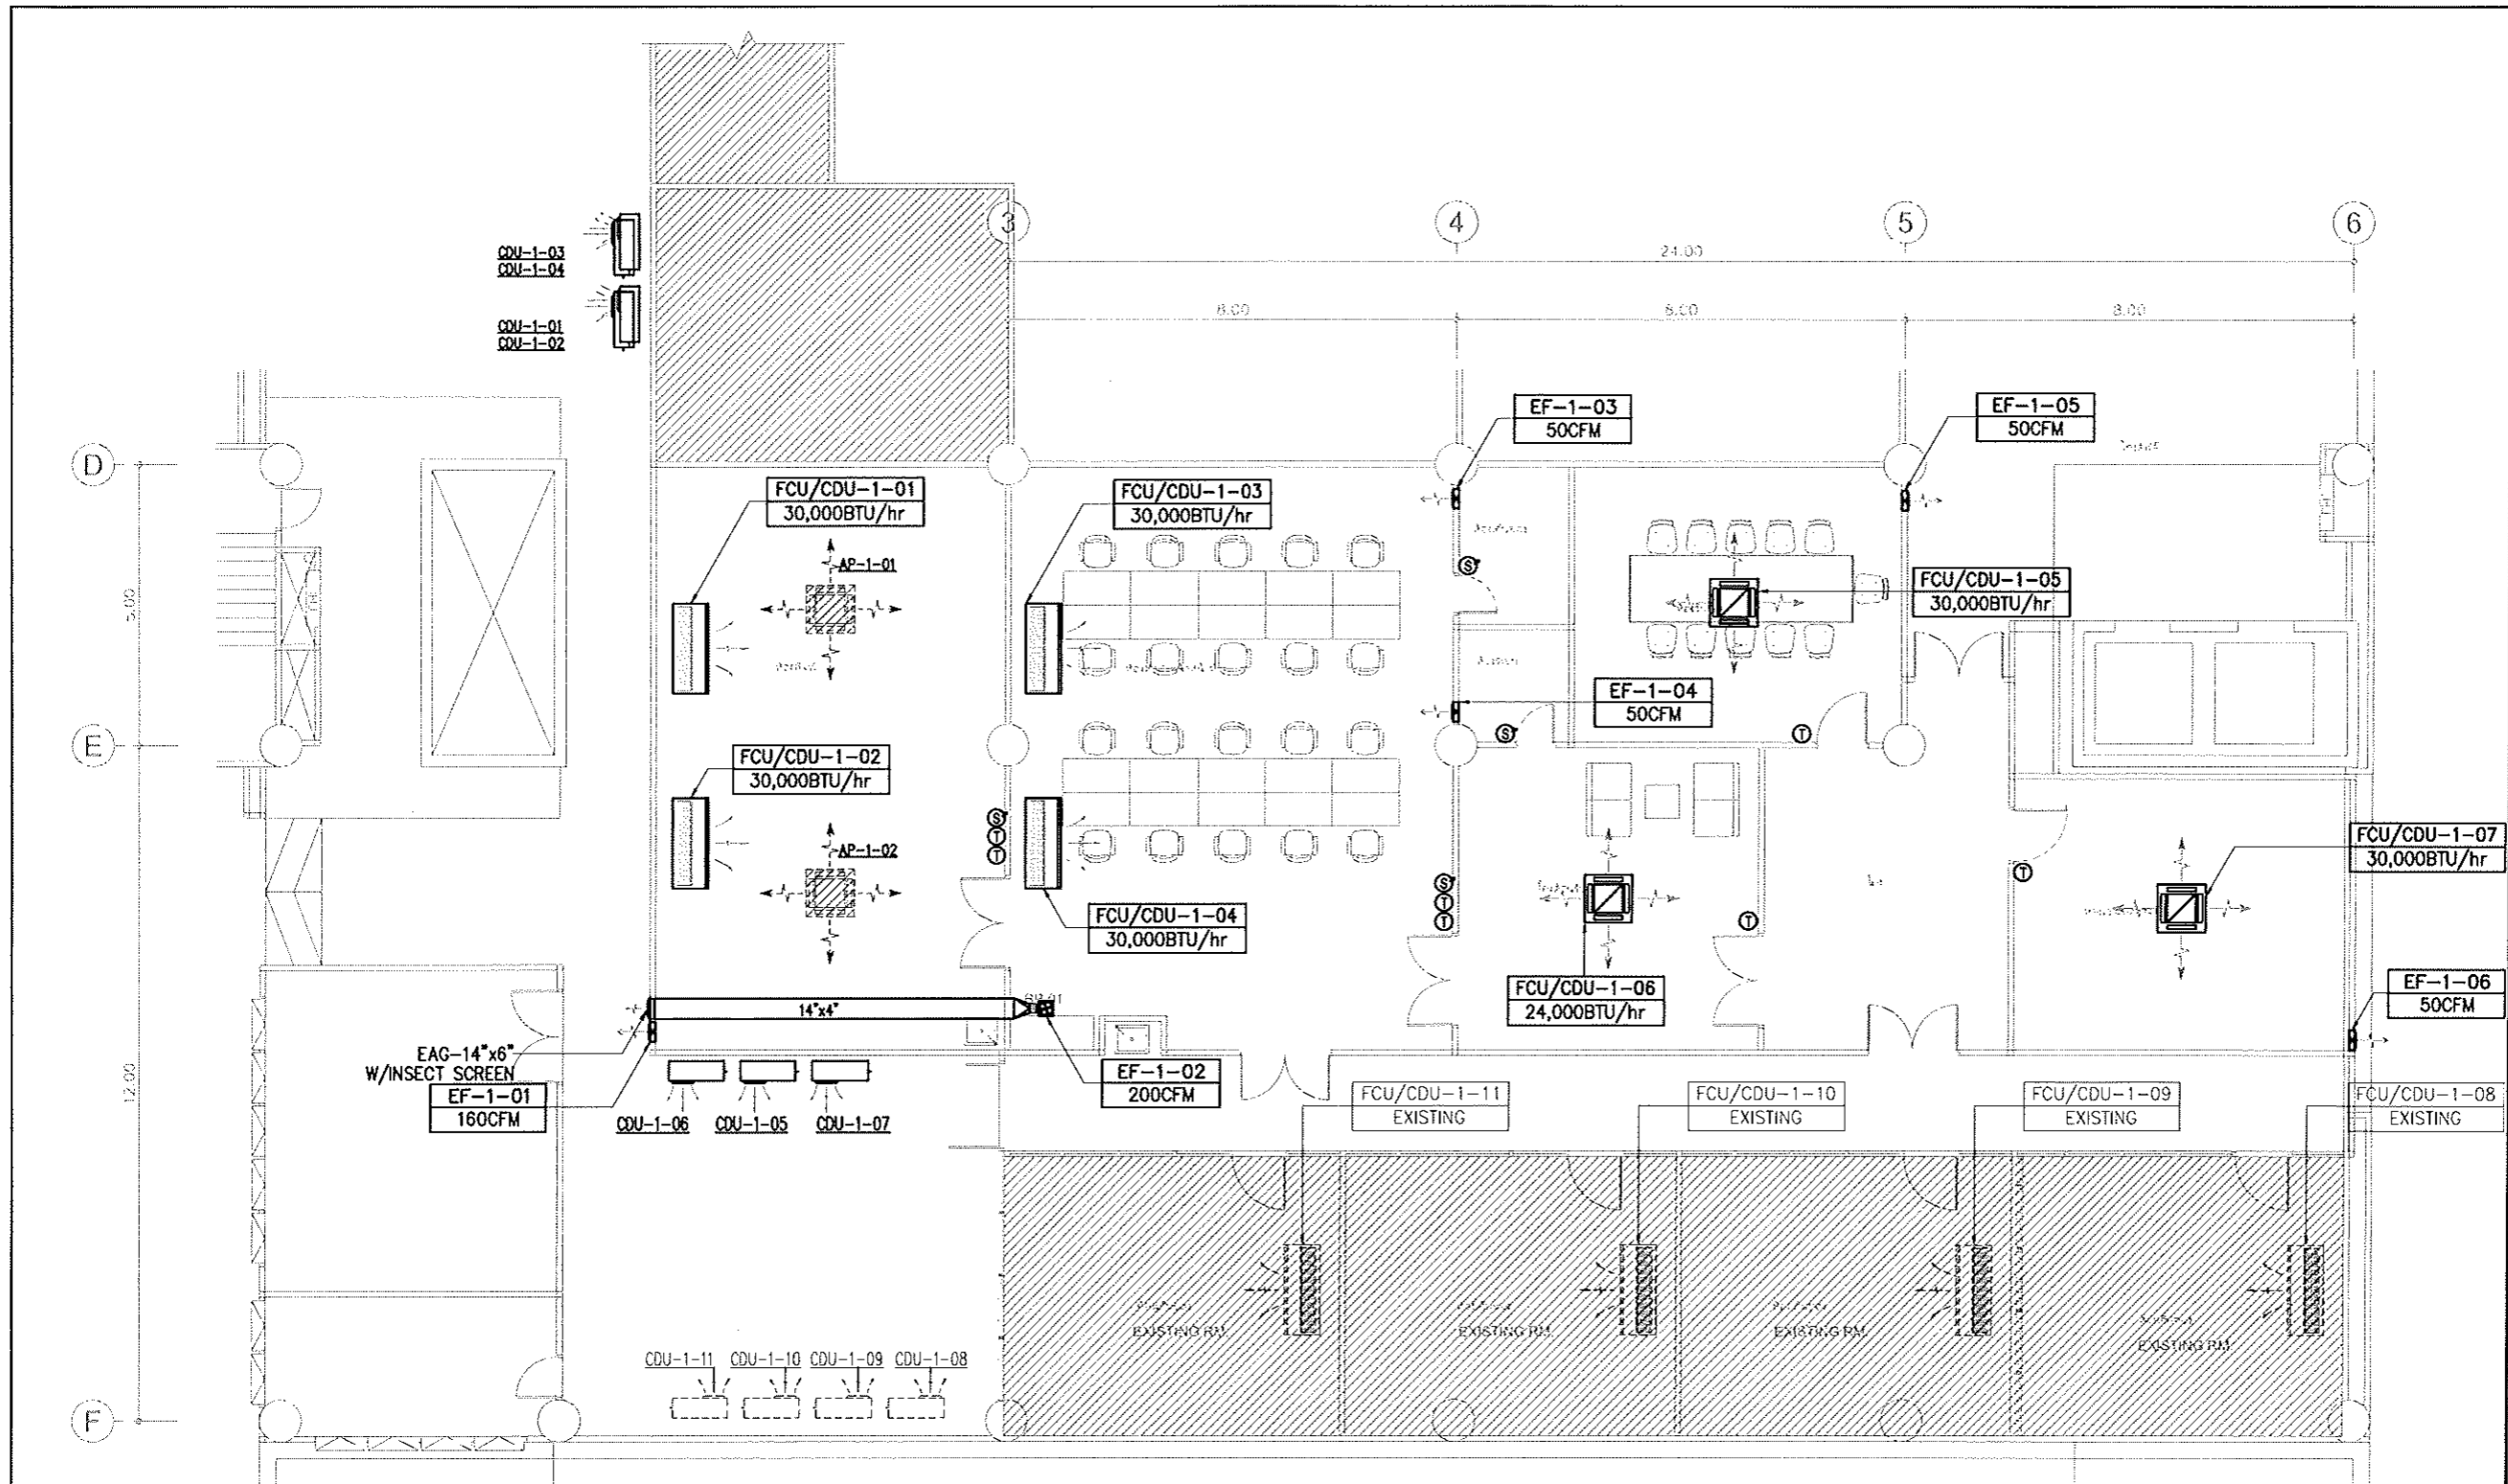 3
4
5
6
24.00
8.00
8.00
8.00
CDU-1-03
CDU-1-04
CDU-1-01
CDU-1-02
EF-1-03
50CFM
EF-1-05
50CFM
D
FCU/CDU-1-01
30,000BTU/hr
FCU/CDU-1-03
30,000BTU/hr
AP-1-01
S
FCU/CDU-1-05
30,000BTU/hr
5.00
EF-1-04
50CFM
E
S
T
FCU/CDU-1-02
30,000BTU/hr
S
T
T
AP-1-02
FCU/CDU-1-07
30,000BTU/hr
T
S
T
T
T
FCU/CDU-1-04
30,000BTU/hr
FCU/CDU-1-06
24,000BTU/hr
EF-1-06
50CFM
14"x4"
EAG-14"x6"
W/INSECT SCREEN
EF-1-01
160CFM
EF-1-02
200CFM
CDU-1-06
CDU-1-05
CDU-1-07
FCU/CDU-1-11
EXISTING
FCU/CDU-1-10
EXISTING
FCU/CDU-1-09
EXISTING
FCU/CDU-1-08
EXISTING
12.00
EXISTING RM.
EXISTING RM.
EXISTING RM.
EXISTING RM.
CDU-1-11
CDU-1-10
CDU-1-09
CDU-1-08
F